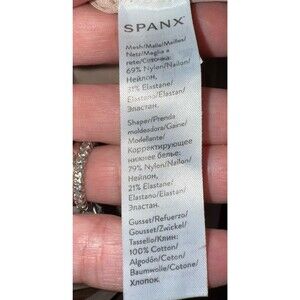 SPANX
Mesh/Malla/Mailles/
Netz/Maglia a
rete/Сеточка:
69% Nylon/Nailon/
Нейлон,
31% Elastane/
Elastano/Elastan/
Эластан.
Shaper/Prenda
moldeadora/Gaine/
Modellante/
Корректирующее
нижнее белье:
79% Nylon/Nailon/
Нейлон,
21% Elastane/
Elastano/Elastan/
Эластан.
Gusset/Refuerzo/
Gousset/Zwickel/
Tassello/Клин:
100% Cotton/
Algodón/Coton/
Baumwolle/Cotone/
Хлопок.